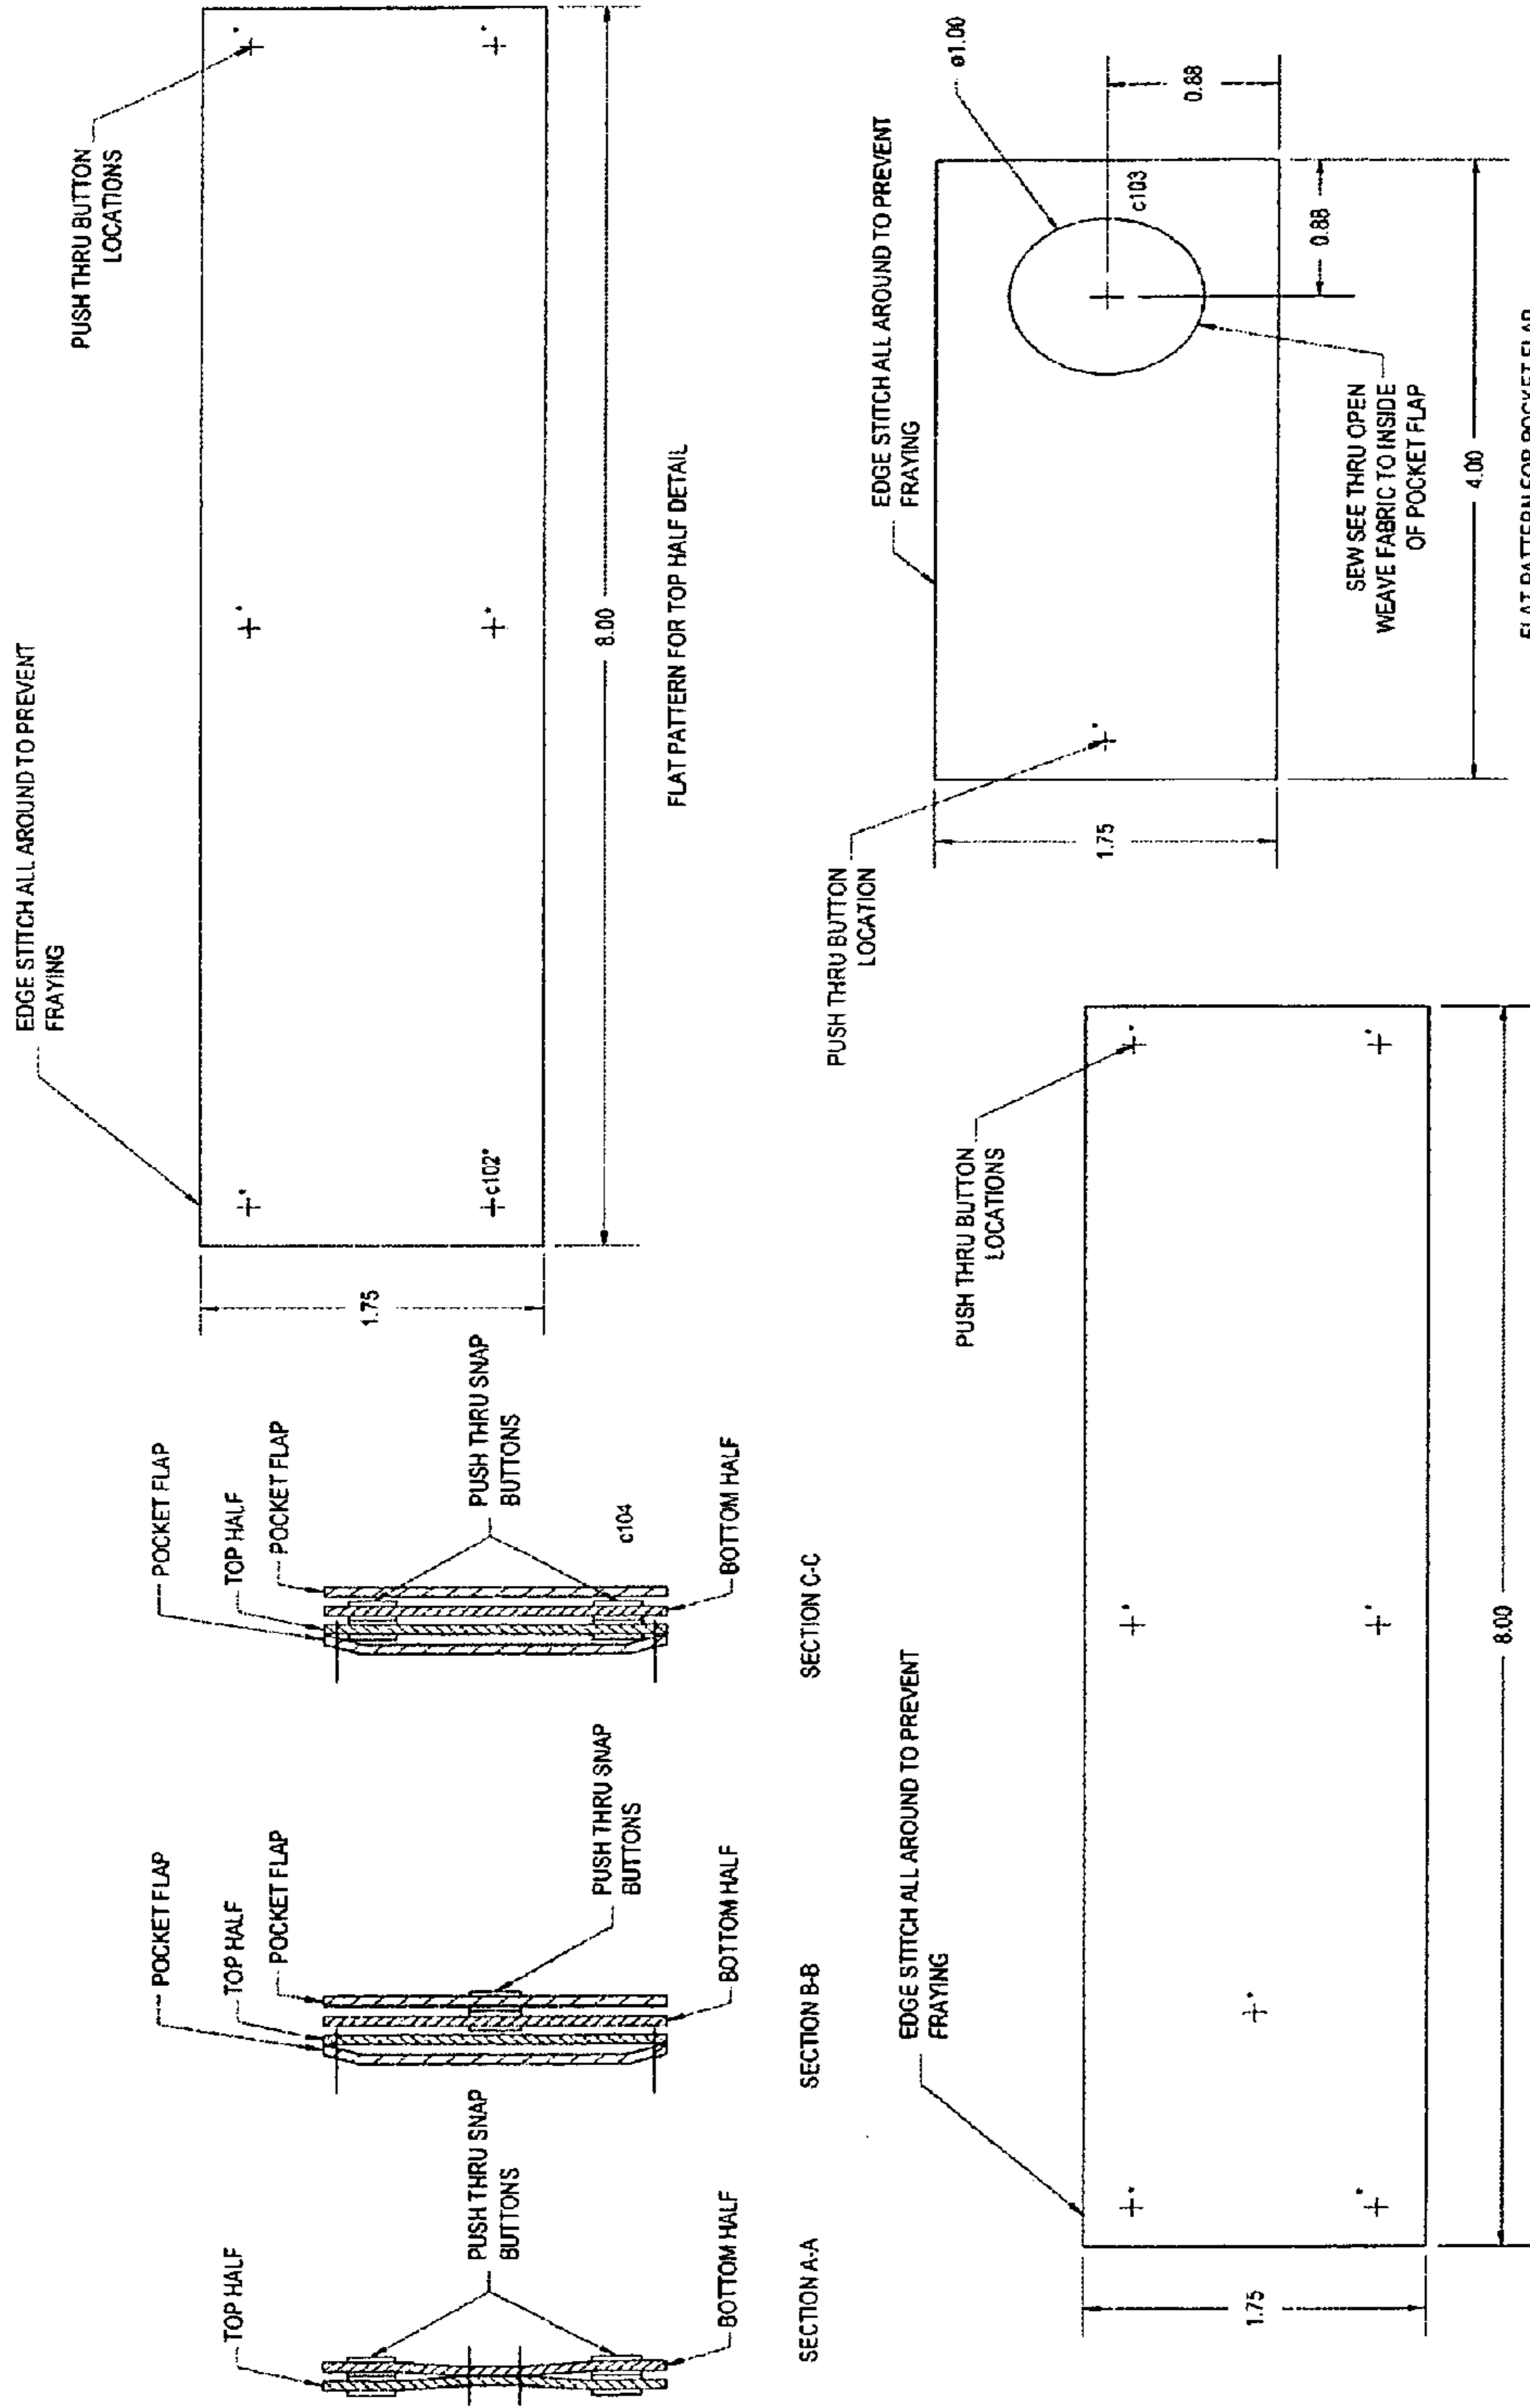 TOP HALF
PUSH THRU SNAP
BUTTONS
BOTTOM HALF
SECTION A-A
POCKET FLAP
TOP HALF
POCKET FLAP
PUSH THRU SNAP
BUTTONS
BOTTOM HALF
SECTION B-B
POCKET FLAP
TOP HALF
POCKET FLAP
PUSH THRU SNAP
BUTTONS
c104
BOTTOM HALF
SECTION C-C
EDGE STITCH ALL AROUND TO PREVENT
FRAYING
PUSH THRU BUTTON
LOCATIONS
c102*
1.75
8.00
FLAT PATTERN FOR TOP HALF DETAIL
EDGE STITCH ALL AROUND TO PREVENT
FRAYING
PUSH THRU BUTTON
LOCATIONS
1.75
8.00
PUSH THRU BUTTON
LOCATION
EDGE STITCH ALL AROUND TO PREVENT
FRAYING
ø1.00
c103
0.88
0.88
1.75
SEW SEE THRU OPEN
WEAVE FABRIC TO INSIDE
OF POCKET FLAP
4.00
FLAT PATTERN FOR POCKET FLAP